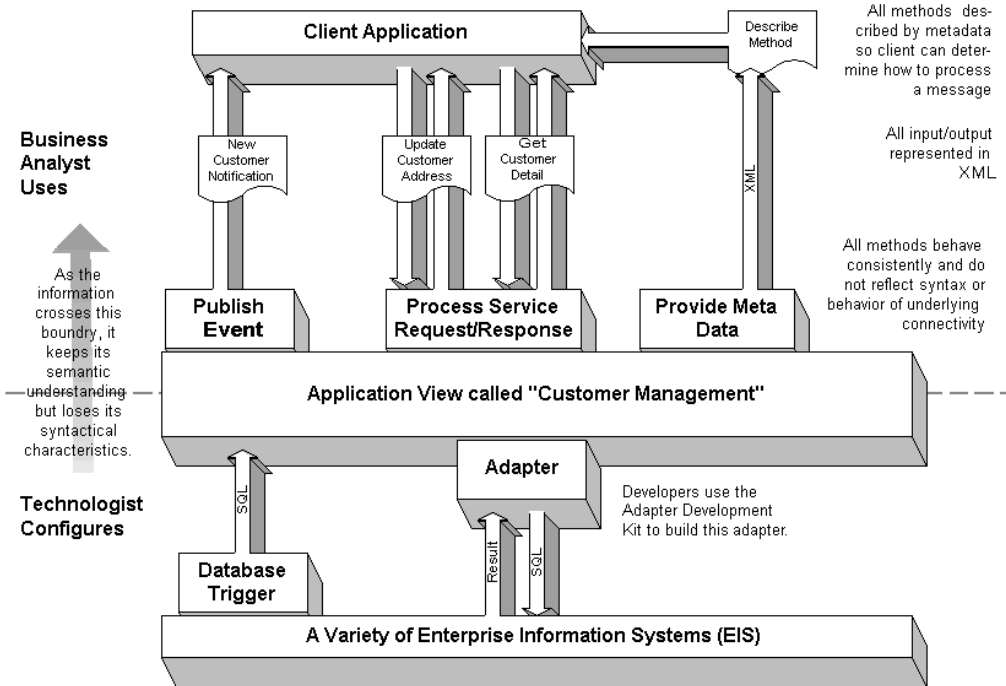 Client Application
Describe
Method
All methods des-
cribed by metadata
so client can deter-
mine how to process
a message
Business
Analyst
Uses
New
Customer
Notification
Update
Customer
Address
Get
Customer
Detail
XML
All input/output
represented in
XML
As the
information
crosses this
boundry, it
keeps its
semantic
understanding
but loses its
syntactical
characteristics.
All methods behave
consistently and do
not reflect syntax or
behavior of underlying
connectivity
Publish
Event
Process Service
Request/Response
Provide Meta
Data
Application View called "Customer Management"
Technologist
Configures
SQL
Adapter
Developers use the
Adapter Development
Kit to build this adapter.
Database
Trigger
Result
SQL
A Variety of Enterprise Information Systems (EIS)